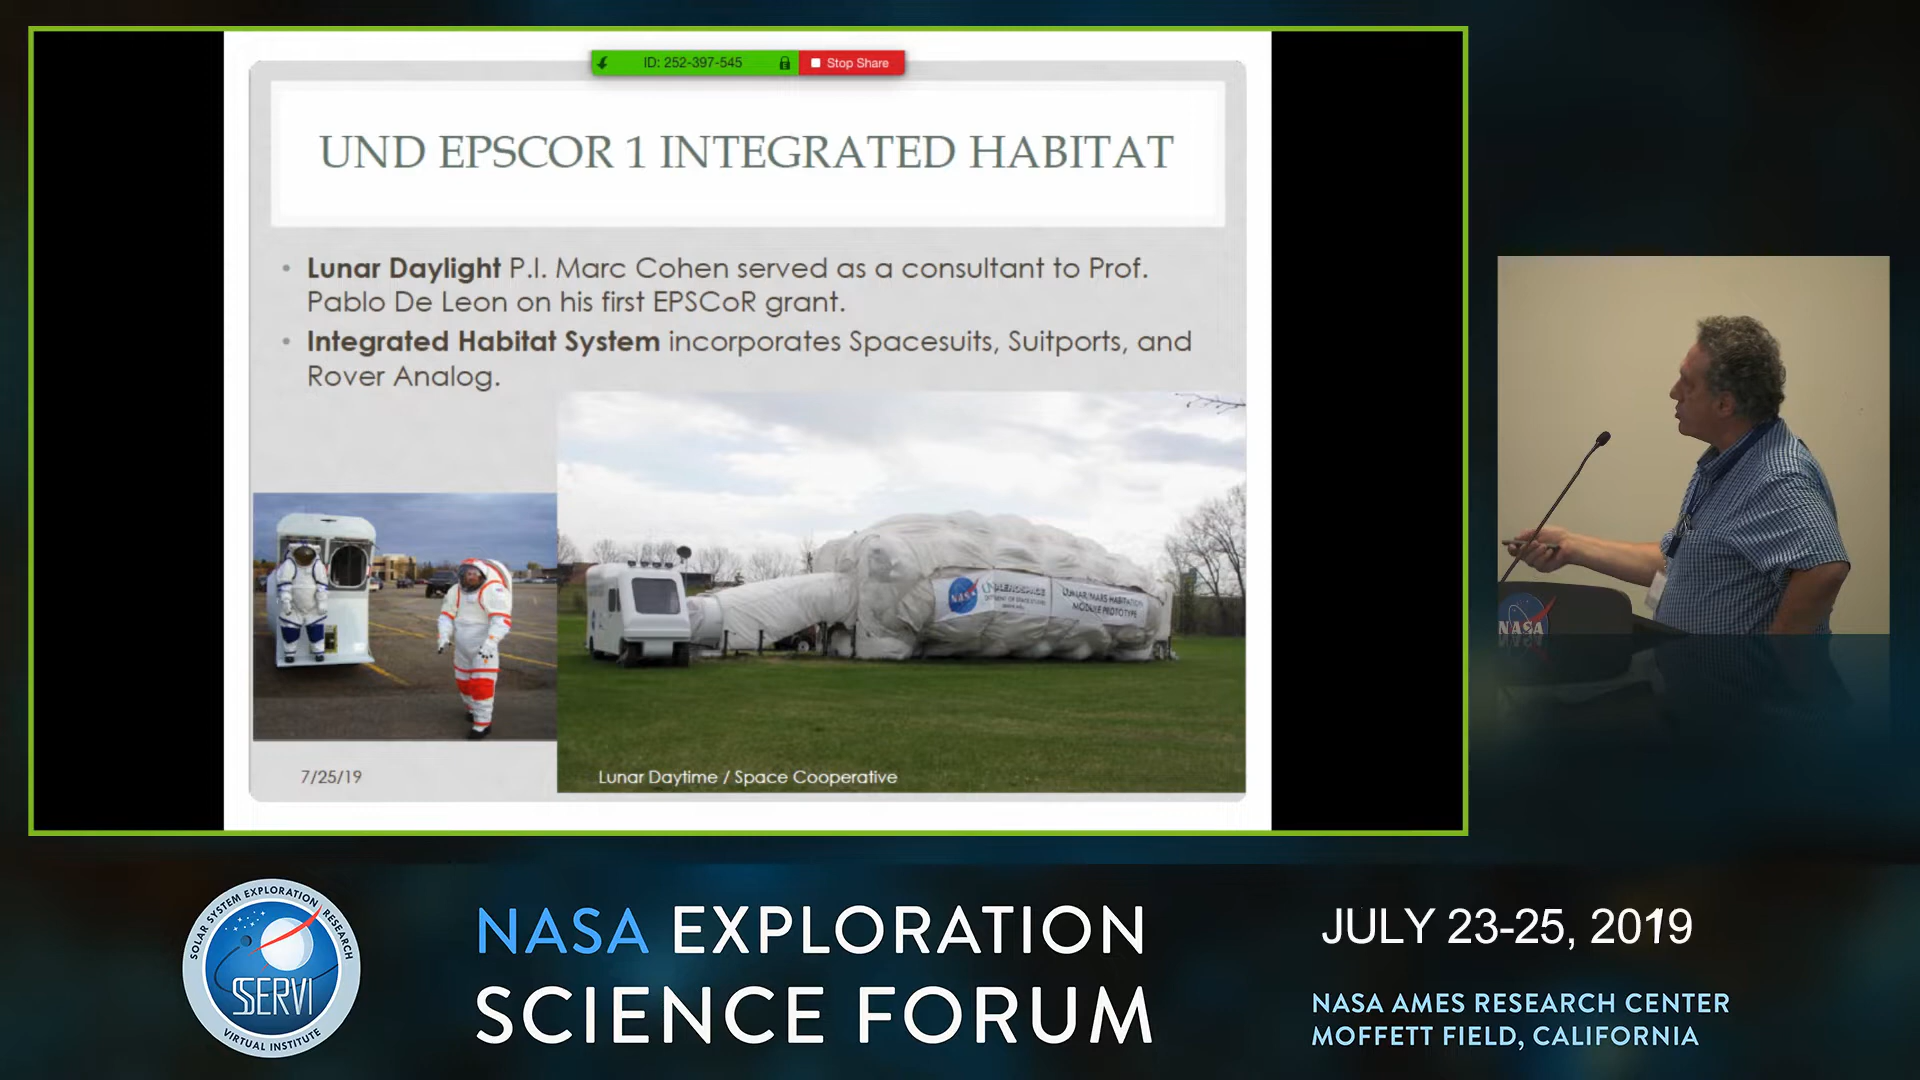 ID: 252-397-545
Stop Share
UND EPSCOR 1 INTEGRATED HABITAT
• Lunar Daylight P.I. Marc Cohen served as a consultant to Prof.
Pablo De Leon on his first EPSCoR grant.
• Integrated Habitat System incorporates Spacesuits, Suitports, and
Rover Analog.
NASA
LUNAR/MARS HABITATION
MODULE PROTOTYPE
7/25/19
Lunar Daytime / Space Cooperative
NASA
SOLAR SYSTEM EXPLORATION RESEARCH
SSERVI
VIRTUAL INSTITUTE
NASA EXPLORATION
SCIENCE FORUM
JULY 23-25, 2019
NASA AMES RESEARCH CENTER
MOFFETT FIELD, CALIFORNIA